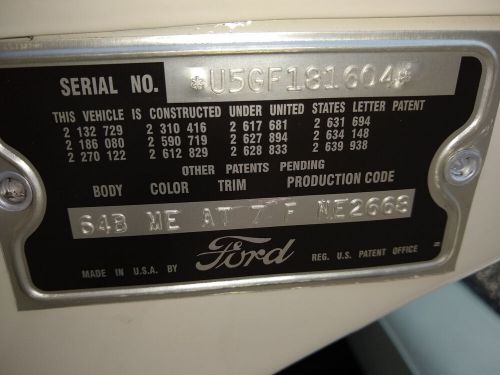 SERIAL NO. *U5GF181604*
THIS VEHICLE IS CONSTRUCTED UNDER UNITED STATES LETTER PATENT
2 132 729 2 310 416 2 617 681 2 631 694
2 186 080 2 590 719 2 627 894 2 634 148
2 270 122 2 612 829 2 628 833 2 639 938
OTHER PATENTS PENDING
BODY COLOR TRIM PRODUCTION CODE
64B ME AT 7 F ME2663
MADE IN U.S.A. BY Ford REG. U.S. PATENT OFFICE